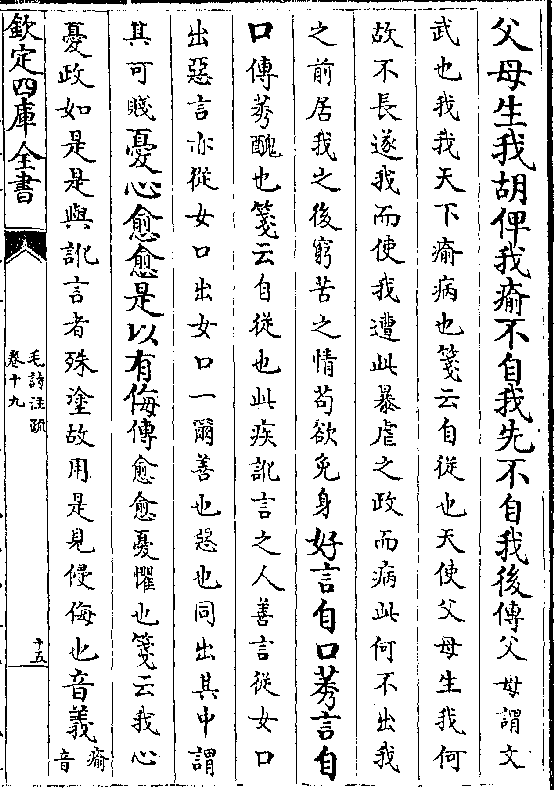 父母生我胡俾我瘉不自我先不自我後傳父母謂文
武也我我天下瘉病也箋云自從也天使父母生我何
故不長遂我而使我遭此暴虐之政而病此何不出我
之前居我之後窮苦之情苟欲免身好言自口莠言自
口傳莠醜也箋云自從也此疾訛言之人善言從女口
出惡言亦從女口出女口一爾善也惡也同出其中謂
其可賤憂心愈愈是以有侮傳愈愈憂懼也箋云我心
憂政如是是與訛言者殊塗故用是見侵侮也音義瘉音
欽定四庫全書
毛詩注疏
卷十九
十五